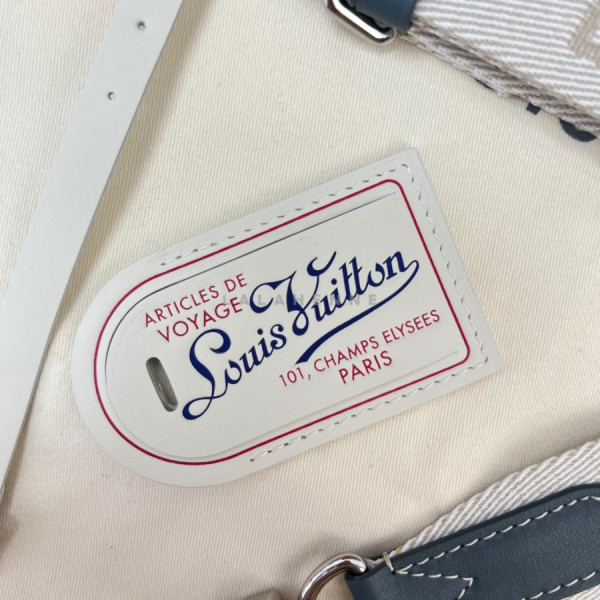 ARTICLES DE
VOYAGE
Louis Vuitton
101, CHAMPS ELYSEES
PARIS